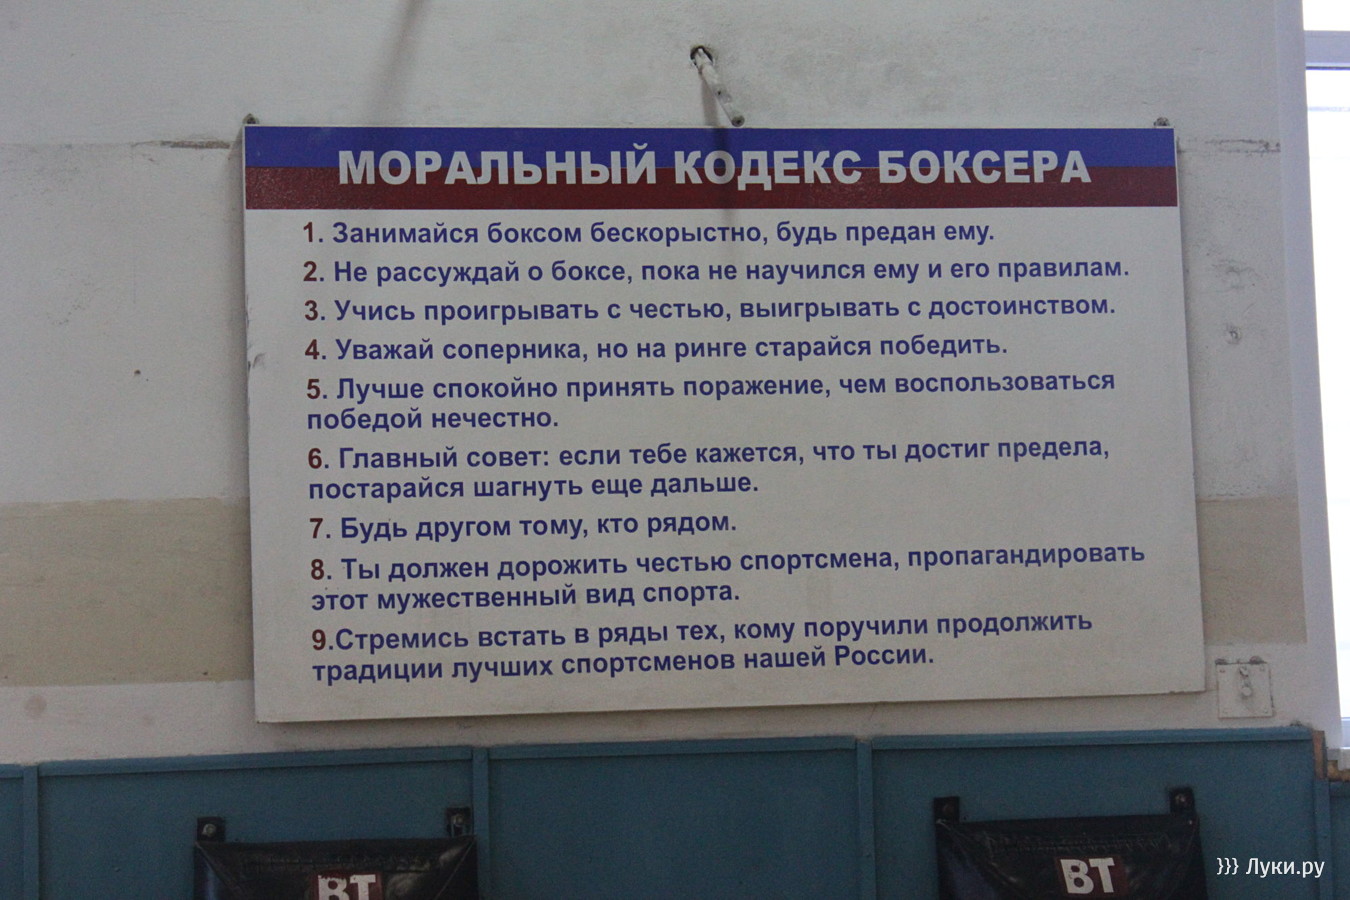 МОРАЛЬНЫЙ КОДЕКС БОКСЕРА
1. Занимайся боксом бескорыстно, будь предан ему.
2. Не рассуждай о боксе, пока не научился ему и его правилам.
3. Учись проигрывать с честью, выигрывать с достоинством.
4. Уважай соперника, но на ринге старайся победить.
5. Лучше спокойно принять поражение, чем воспользоваться
победой нечестно.
6. Главный совет: если тебе кажется, что ты достиг предела,
постарайся шагнуть еще дальше.
7. Будь другом тому, кто рядом.
8. Ты должен дорожить честью спортсмена, пропагандировать
этот мужественный вид спорта.
9.Стремись встать в ряды тех, кому поручили продолжить
традиции лучших спортсменов нашей России.
3
ВТ
ВТ
}}} Луки.ру